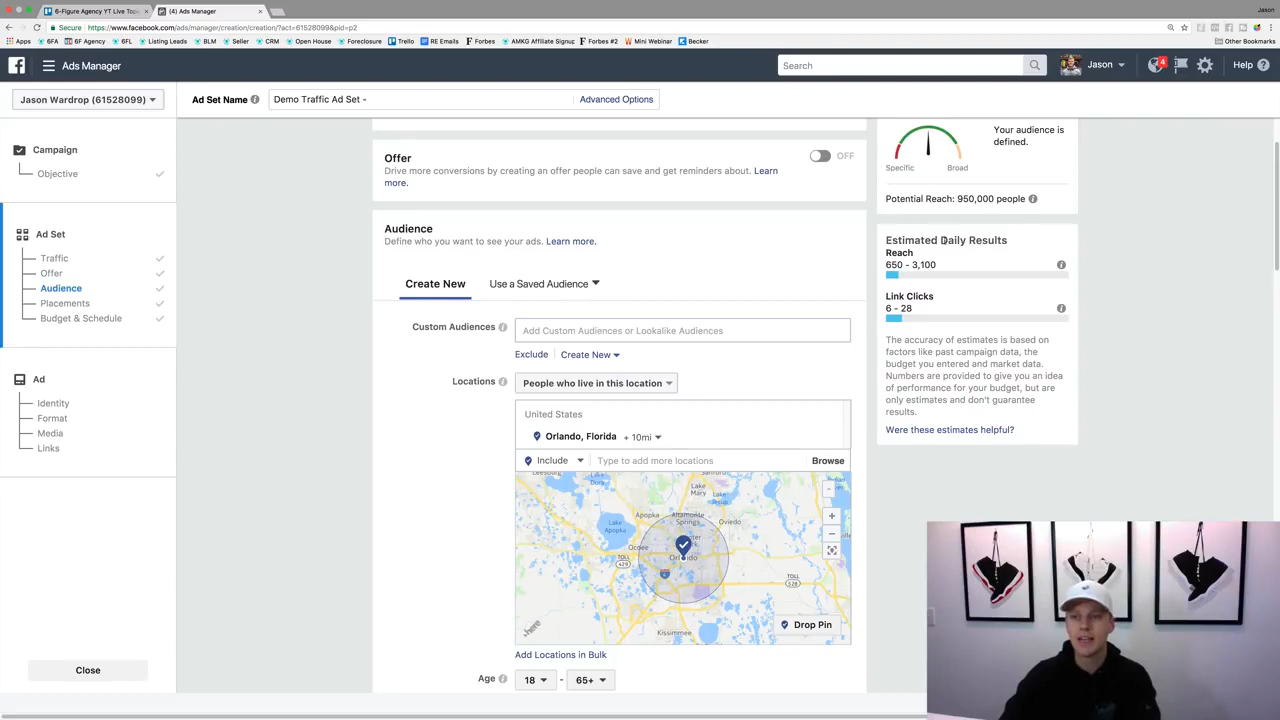 6-Figure Agency YT Live Topi
(4) Ads Manager
Jason
Secure
https://www.facebook.com/ads/manager/creation/creation/?act=61528099&pid=p2
Apps
6FA
6F Agency
6FL
Listing Leads
BLM
Seller
CRM
Open House
Foreclosure
Trello
RE Emails
Forbes
AMKG Affiliate Signup
Forbes #2
Mini Webinar
Becker
Other Bookmarks
Ads Manager
Search
Jason
4
Help
Jason Wardrop (61528099)
Ad Set Name
Demo Traffic Ad Set -
Advanced Options
Campaign
Objective
Ad Set
Traffic
Offer
Audience
Placements
Budget & Schedule
Ad
Identity
Format
Media
Links
Close
Offer
OFF
Drive more conversions by creating an offer people can save and get reminders about. Learn
more.
Audience
Define who you want to see your ads. Learn more.
Create New
Use a Saved Audience
Custom Audiences
Add Custom Audiences or Lookalike Audiences
Exclude
Create New
Locations
People who live in this location
United States
Orlando, Florida + 10mi
Include
Type to add more locations
Browse
Leesburg
Lake
Mary
Apopka
Altamonte
Springs
Oviedo
Lake
Apopka
Ocoee
Orlando
TOLL
429
TOLL
528
Kissimmee
here
Drop Pin
Add Locations in Bulk
Age
18
-
65+
Your audience is
defined.
Specific
Broad
Potential Reach: 950,000 people
Estimated Daily Results
Reach
650 - 3,100
Link Clicks
6 - 28
The accuracy of estimates is based on
factors like past campaign data, the
budget you entered and market data.
Numbers are provided to give you an idea
of performance for your budget, but are
only estimates and don't guarantee
results.
Were these estimates helpful?